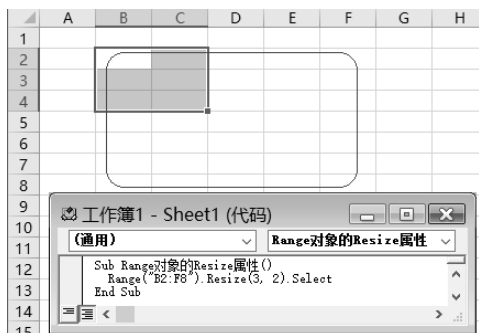 A B C D E F G H
1
2
3
4
5
6
7
8
9
10
11
12
13
14
15
工作簿1 - Sheet1 (代码)
(通用) Range对象的Resize属性
Sub Range对象的Resize属性()
Range("B2:F8").Resize(3, 2).Select
End Sub